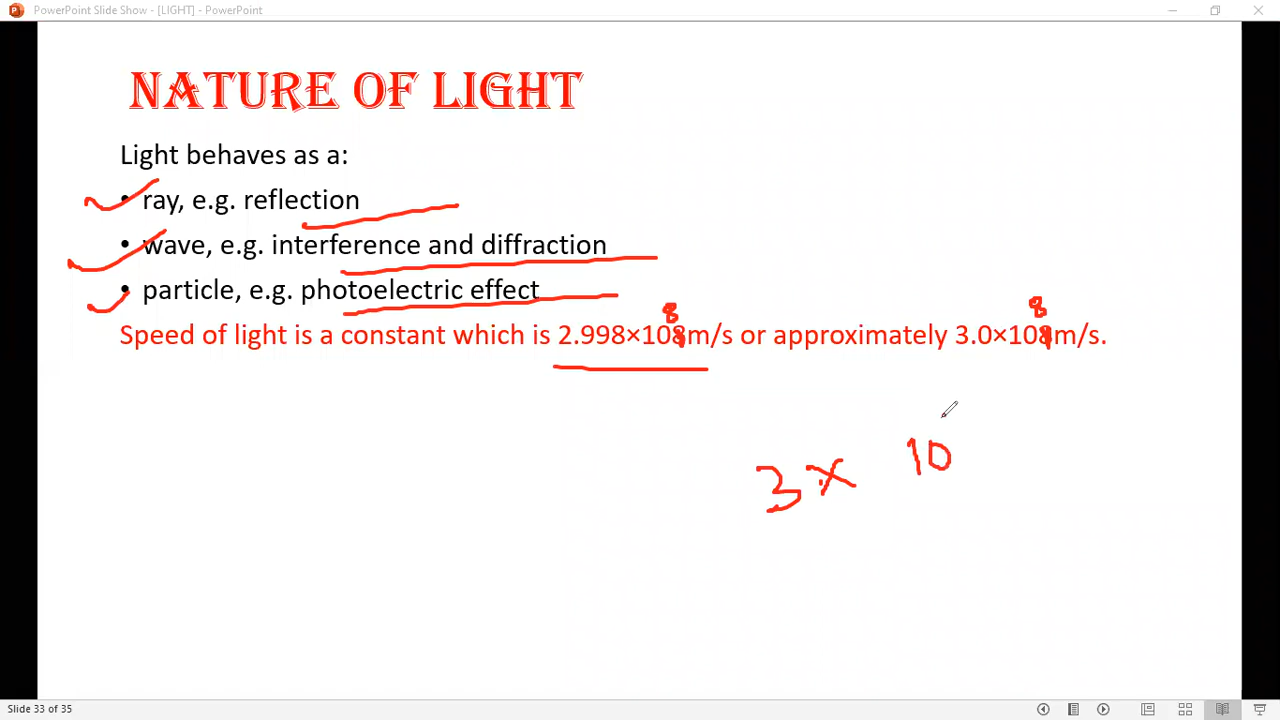 PowerPoint Slide Show - [LIGHT] - PowerPoint
NATURE OF LIGHT
Light behaves as a:
• ray, e.g. reflection
• wave, e.g. interference and diffraction
• particle, e.g. photoelectric effect
8 8
Speed of light is a constant which is 2.998×108m/s or approximately 3.0×108m/s.
3 × 10
Slide 33 of 35